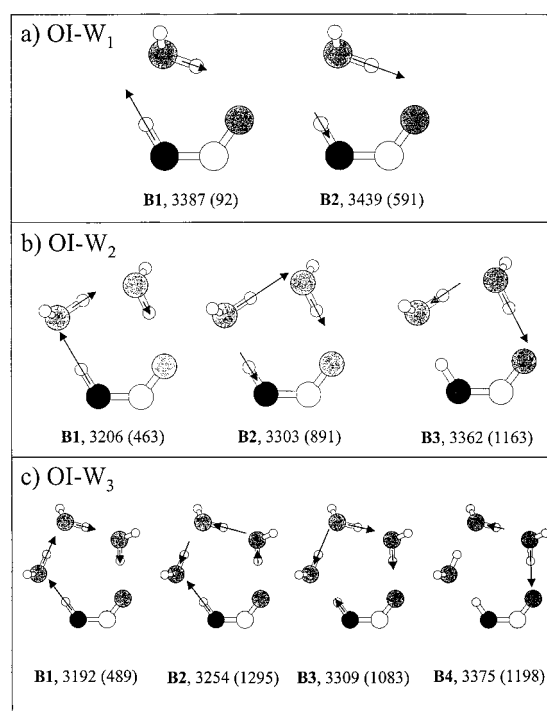 a) OI-W₁
B1, 3387 (92) B2, 3439 (591)
b) OI-W₂
B1, 3206 (463) B2, 3303 (891) B3, 3362 (1163)
c) OI-W₃
B1, 3192 (489) B2, 3254 (1295) B3, 3309 (1083) B4, 3375 (1198)